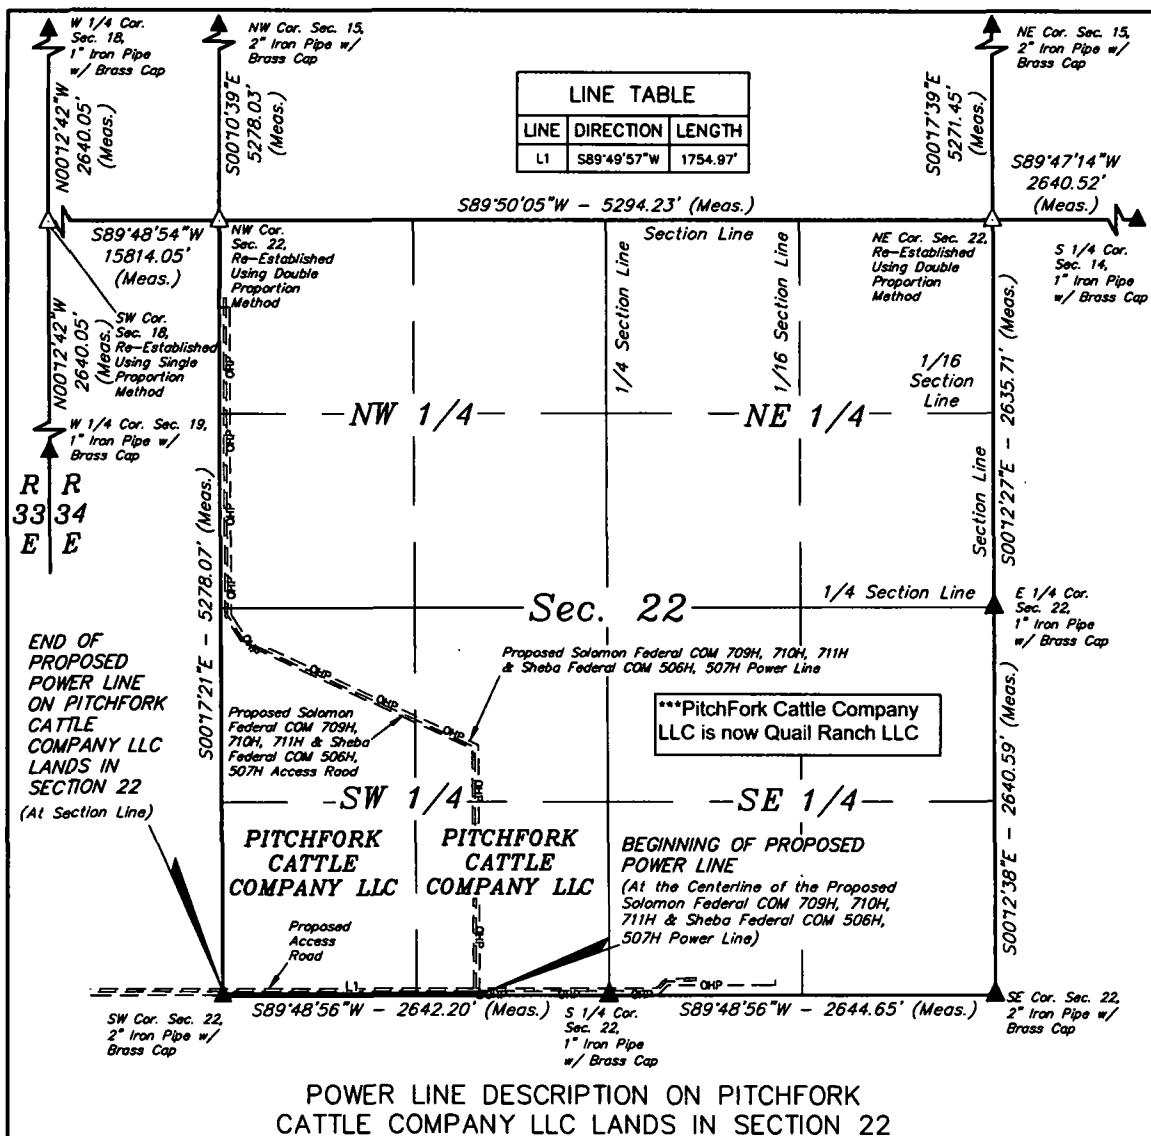 W 1/4 Cor.
Sec. 18,
1" Iron Pipe
w/ Brass Cap
NW Cor. Sec. 15,
2" Iron Pipe w/
Brass Cap
NE Cor. Sec. 15,
2" Iron Pipe w/
Brass Cap
N00°12'42"W
2640.05'
(Meas.)
S00°10'39"E
5278.03'
(Meas.)
LINE TABLE
LINE DIRECTION LENGTH
L1 S89°49'57"W 1754.97'
S00°17'39"E
5271.45'
(Meas.)
S89°47'14"W
2640.52'
(Meas.)
S89°50'05"W - 5294.23' (Meas.)
S89°48'54"W
15814.05'
(Meas.)
NW Cor.
Sec. 22,
Re-Established
Using Double
Proportion
Method
Section Line
1/4 Section Line
1/16 Section Line
NE Cor. Sec. 22,
Re-Established
Using Double
Proportion
Method
S 1/4 Cor.
Sec. 14,
1" Iron Pipe
w/ Brass Cap
N00°12'42"W
2640.05'
(Meas.)
SW Cor.
Sec. 18,
Re-Established
Using Single
Proportion
Method
1/16
Section
Line
S00°12'27"E - 2635.71' (Meas.)
Section Line
W 1/4 Cor. Sec. 19,
1" Iron Pipe w/
Brass Cap
NW 1/4
NE 1/4
R R
33 34
E E
OHP
OHP
OHP
OHP
S00°17'21"E - 5278.07' (Meas.)
Sec. 22
1/4 Section Line
E 1/4 Cor.
Sec. 22,
1" Iron Pipe
w/ Brass Cap
END OF
PROPOSED
POWER LINE
ON PITCHFORK
CATTLE
COMPANY LLC
LANDS IN
SECTION 22
(At Section Line)
OHP
OHP
OHP
OHP
Proposed Solomon Federal COM 709H, 710H, 711H
& Sheba Federal COM 506H, 507H Power Line
Proposed Solomon
Federal COM 709H,
710H, 711H & Sheba
Federal COM 506H,
507H Access Road
***PitchFork Cattle Company
LLC is now Quail Ranch LLC
S00°12'38"E - 2640.59' (Meas.)
OHP
SW 1/4
SE 1/4
PITCHFORK
CATTLE
COMPANY LLC
PITCHFORK
CATTLE
COMPANY LLC
BEGINNING OF PROPOSED
POWER LINE
(At the Centerline of the Proposed
Solomon Federal COM 709H, 710H,
711H & Sheba Federal COM 506H,
507H Power Line)
Proposed
Access
Road
OHP
L1
OHP
OHP
OHP
OHP
S89°48'56"W - 2642.20' (Meas.)
S89°48'56"W - 2644.65' (Meas.)
SW Cor. Sec. 22,
2" Iron Pipe w/
Brass Cap
S 1/4 Cor.
Sec. 22,
1" Iron Pipe
w/ Brass Cap
SE Cor. Sec. 22,
2" Iron Pipe w/
Brass Cap
POWER LINE DESCRIPTION ON PITCHFORK
CATTLE COMPANY LLC LANDS IN SECTION 22